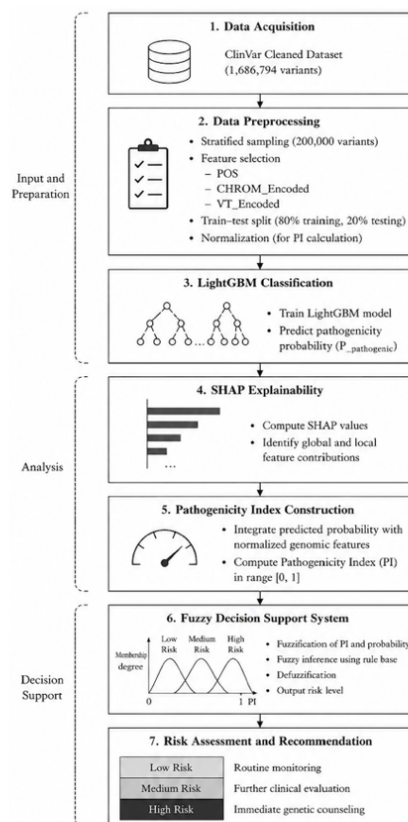 1. Data Acquisition
ClinVar Cleaned Dataset
(1,686,794 variants)
Input and
Preparation
2. Data Preprocessing
• Stratified sampling (200,000 variants)
• Feature selection
– POS
– CHROM_Encoded
– VT_Encoded
• Train–test split (80% training, 20% testing)
• Normalization (for PI calculation)
3. LightGBM Classification
...
• Train LightGBM model
• Predict pathogenicity
probability (P_pathogenic)
Analysis
4. SHAP Explainability
...
• Compute SHAP values
• Identify global and local
feature contributions
5. Pathogenicity Index Construction
• Integrate predicted probability with
normalized genomic features
• Compute Pathogenicity Index (PI)
in range [0, 1]
Decision
Support
6. Fuzzy Decision Support System
Low Medium High
Risk Risk Risk
Membership
degree
0 1 PI
• Fuzzification of PI and probability
• Fuzzy inference using rule base
• Defuzzification
• Output risk level
7. Risk Assessment and Recommendation
Low Risk Routine monitoring
Medium Risk Further clinical evaluation
High Risk Immediate genetic counseling